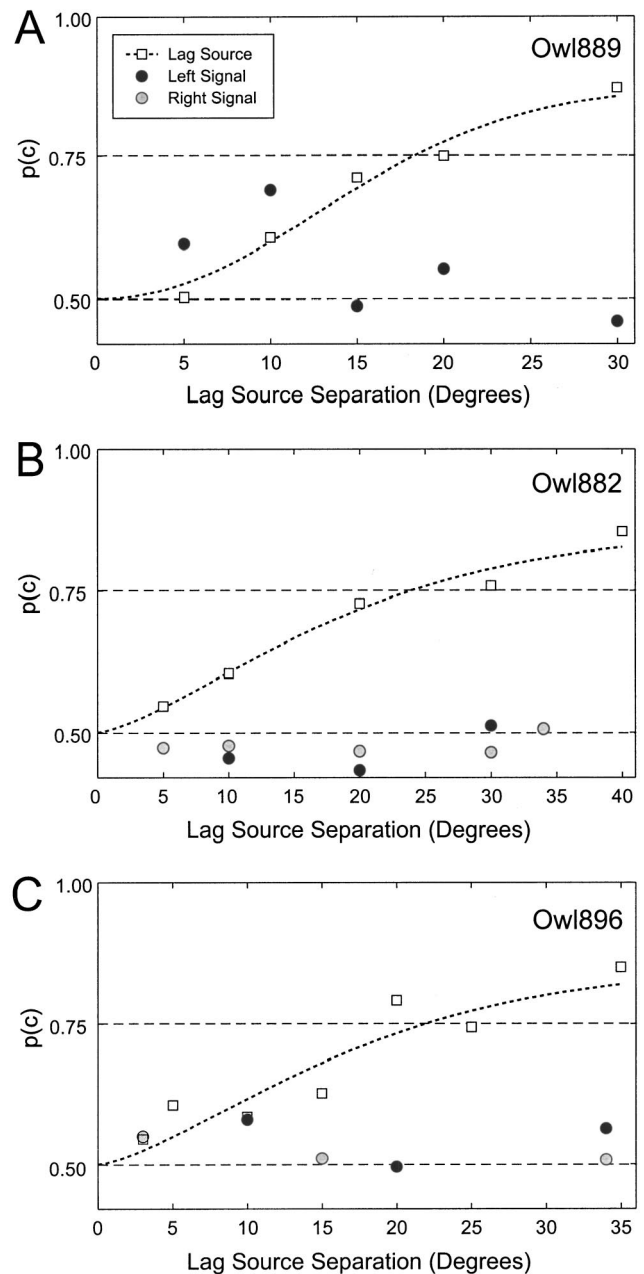 A
1.00
Lag Source
Left Signal
Right Signal
Owl889
p(c)
0.75
0.50
0 5 10 15 20 25 30
Lag Source Separation (Degrees)
B
1.00
Owl882
p(c)
0.75
0.50
0 5 10 15 20 25 30 35 40
Lag Source Separation (Degrees)
C
1.00
Owl896
p(c)
0.75
0.50
0 5 10 15 20 25 30 35
Lag Source Separation (Degrees)